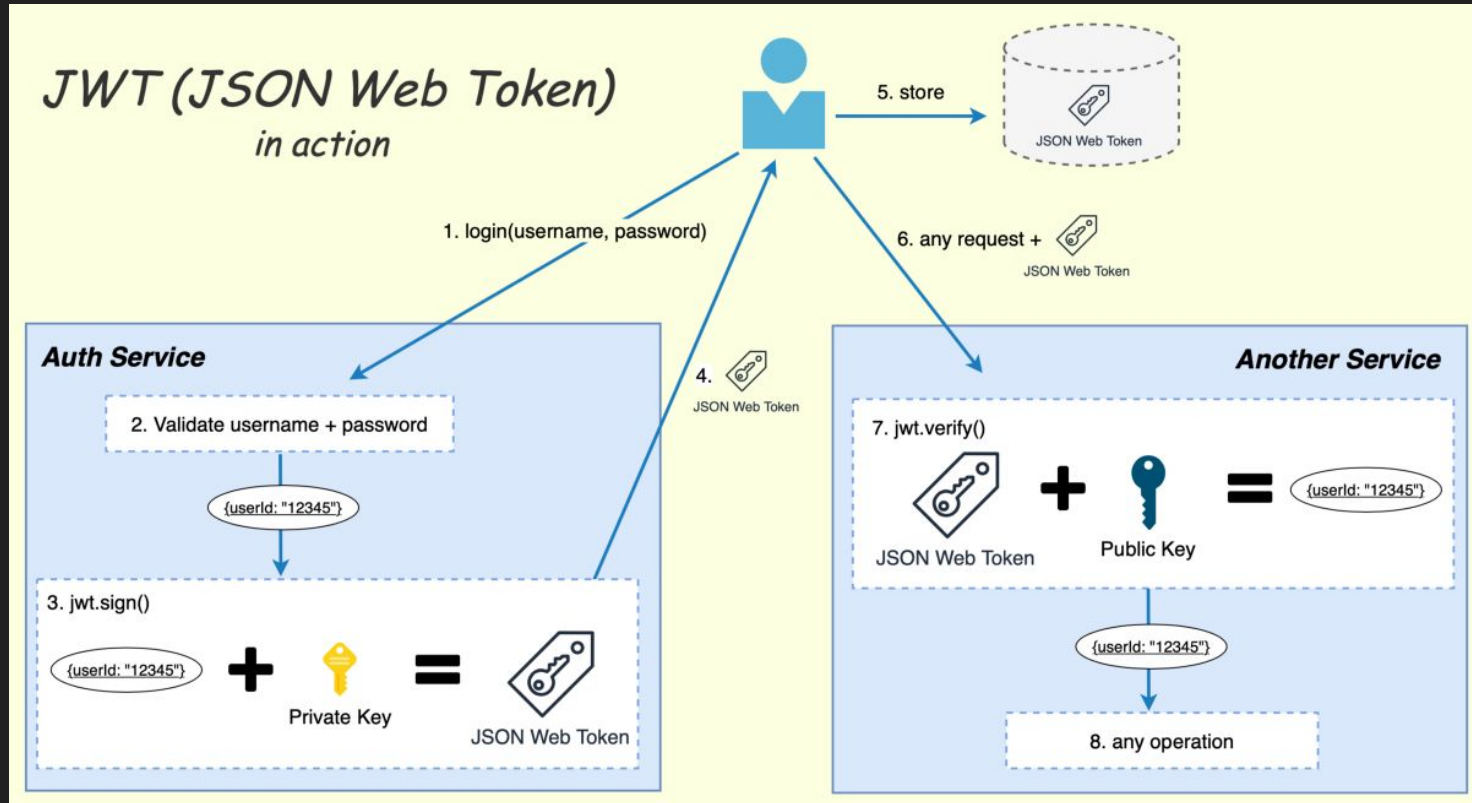 JWT (JSON Web Token)
in action
5. store
JSON Web Token
1. login(username, password)
6. any request +
JSON Web Token
4.
JSON Web Token
Auth Service
2. Validate username + password
{userId: "12345"}
3. jwt.sign()
{userId: "12345"}
Private Key
JSON Web Token
Another Service
7. jwt.verify()
JSON Web Token
Public Key
{userId: "12345"}
{userId: "12345"}
8. any operation